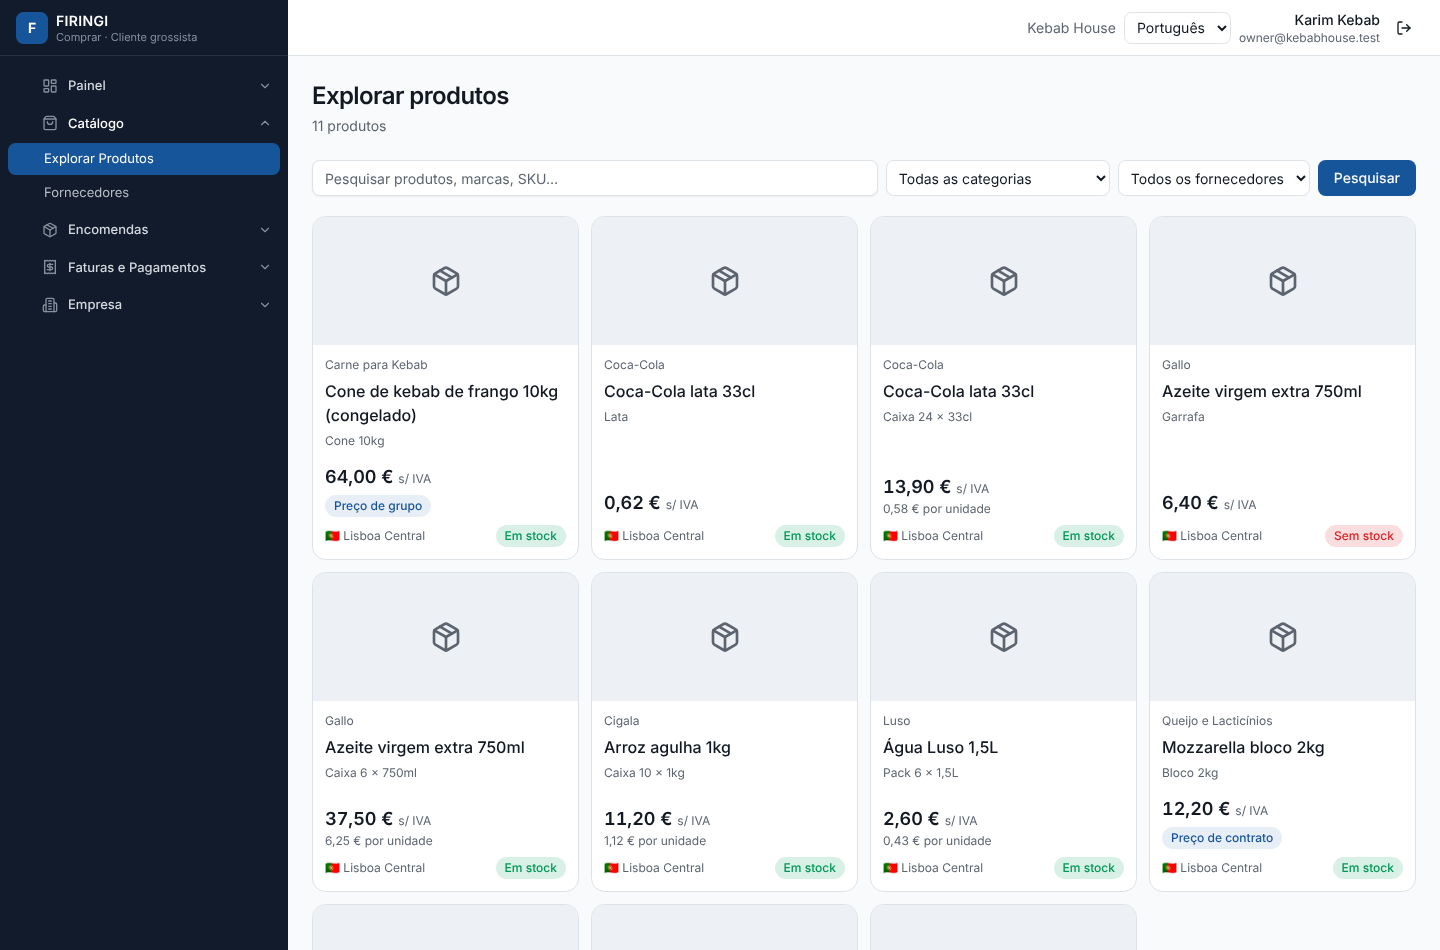 F
FIRINGI
Comprar · Cliente grossista
Kebab House
Português
Karim Kebab
owner@kebabhouse.test
Painel
Catálogo
Explorar Produtos
Fornecedores
Encomendas
Faturas e Pagamentos
Empresa
Explorar produtos
11 produtos
Pesquisar produtos, marcas, SKU...
Todas as categorias
Todos os fornecedores
Pesquisar
Carne para Kebab
Cone de kebab de frango 10kg
(congelado)
Cone 10kg
64,00 € s/ IVA
Preço de grupo
Lisboa Central
Em stock
Coca-Cola
Coca-Cola lata 33cl
Lata
0,62 € s/ IVA
Lisboa Central
Em stock
Coca-Cola
Coca-Cola lata 33cl
Caixa 24 × 33cl
13,90 € s/ IVA
0,58 € por unidade
Lisboa Central
Em stock
Gallo
Azeite virgem extra 750ml
Garrafa
6,40 € s/ IVA
Lisboa Central
Sem stock
Gallo
Azeite virgem extra 750ml
Caixa 6 × 750ml
37,50 € s/ IVA
6,25 € por unidade
Lisboa Central
Em stock
Cigala
Arroz agulha 1kg
Caixa 10 × 1kg
11,20 € s/ IVA
1,12 € por unidade
Lisboa Central
Em stock
Luso
Água Luso 1,5L
Pack 6 × 1,5L
2,60 € s/ IVA
0,43 € por unidade
Lisboa Central
Em stock
Queijo e Lacticínios
Mozzarella bloco 2kg
Bloco 2kg
12,20 € s/ IVA
Preço de contrato
Lisboa Central
Em stock